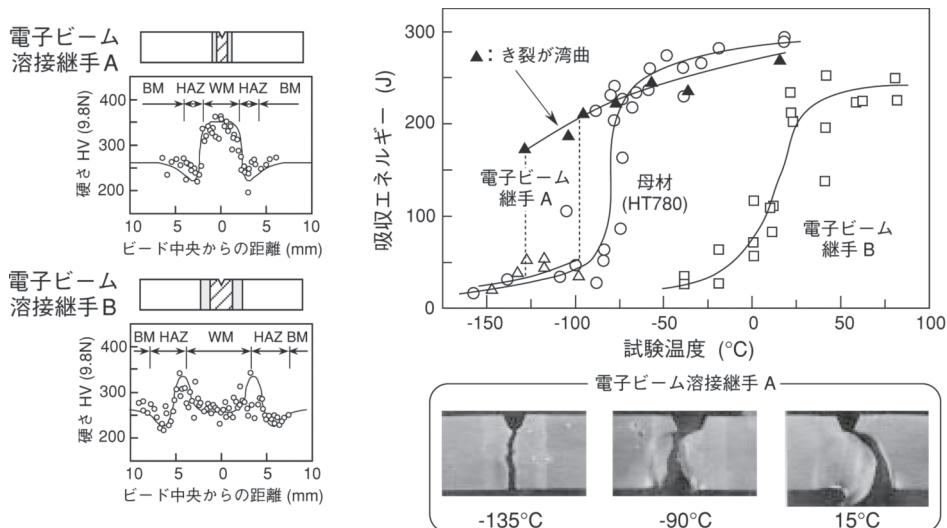 電子ビーム
溶接継手A
BM HAZ WM HAZ BM
400
300
200
硬さ HV (9.8N)
10 5 0 5 10
ビード中央からの距離 (mm)
電子ビーム
溶接継手B
BM HAZ WM HAZ BM
400
300
200
硬さ HV (9.8N)
10 5 0 5 10
ビード中央からの距離 (mm)
300
200
100
0
吸収エネルギー (J)
▲:き裂が湾曲
電子ビーム
継手 A
母材
(HT780)
電子ビーム
継手 B
-150 -100 -50 0 50 100
試験温度 (°C)
電子ビーム溶接継手 A
-135°C -90°C 15°C